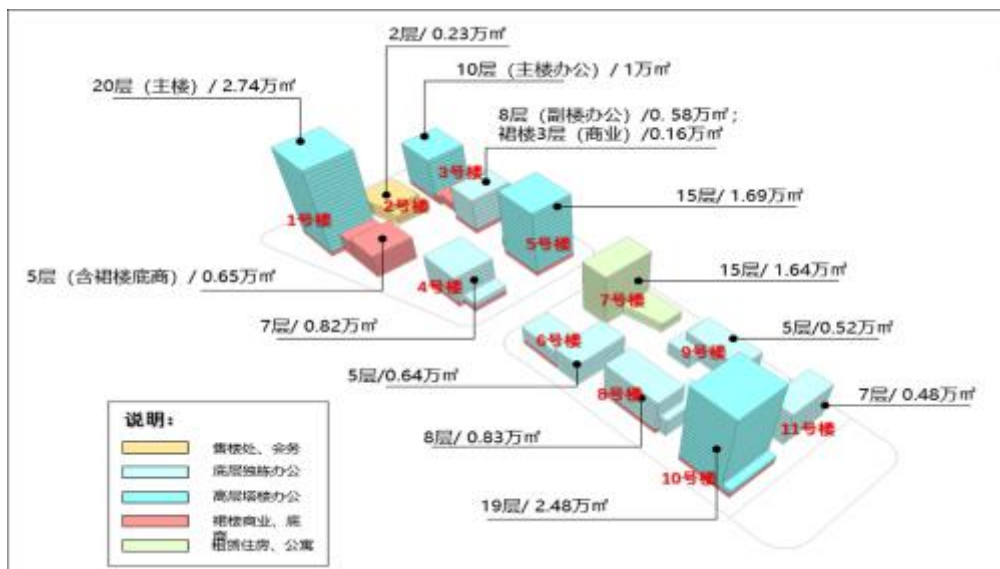 2层/ 0.23万㎡
10层（主楼办公）/ 1万㎡
20层（主楼）/ 2.74万㎡
8层（副楼办公）/0. 58万㎡；
裙楼3层（商业）/0.16万㎡
3号楼
2号楼
1号楼
15层/ 1.69万㎡
5号楼
5层（含裙楼底商）/ 0.65万㎡
4号楼
15层/ 1.64万㎡
7号楼
7层/ 0.82万㎡
6号楼
5层/0.52万㎡
9号楼
5层/0.64万㎡
8号楼
7层/ 0.48万㎡
11号楼
8层/ 0.83万㎡
10号楼
19层/ 2.48万㎡
说明：
售楼处、会务
底层独栋办公
高层塔楼办公
裙楼商业、底
商
租赁住房、公寓